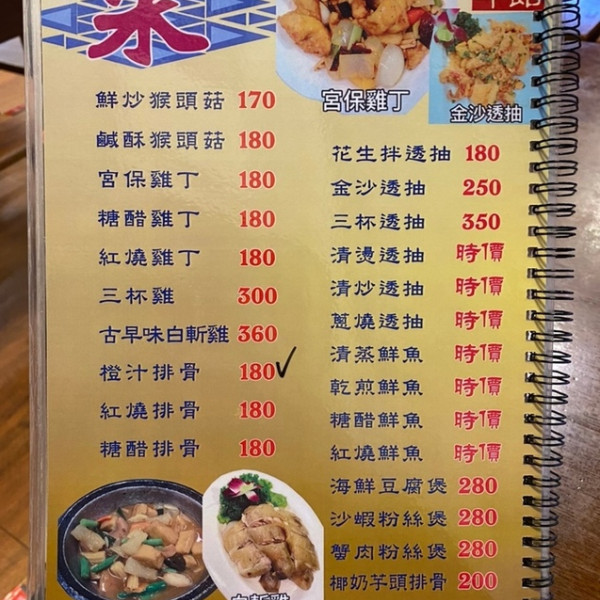 鮮炒猴頭菇 170
鹹酥猴頭菇 180
宮保雞丁 180
糖醋雞丁 180
紅燒雞丁 180
三杯雞 300
古早味白斬雞 360
橙汁排骨 180
紅燒排骨 180
糖醋排骨 180
宮保雞丁
金沙透抽
花生拌透抽 180
金沙透抽 250
三杯透抽 350
清燙透抽 時價
清炒透抽 時價
蔥燒透抽 時價
清蒸鮮魚 時價
乾煎鮮魚 時價
糖醋鮮魚 時價
紅燒鮮魚 時價
海鮮豆腐煲 280
沙蝦粉絲煲 280
蟹肉粉絲煲 280
椰奶芋頭排骨 200